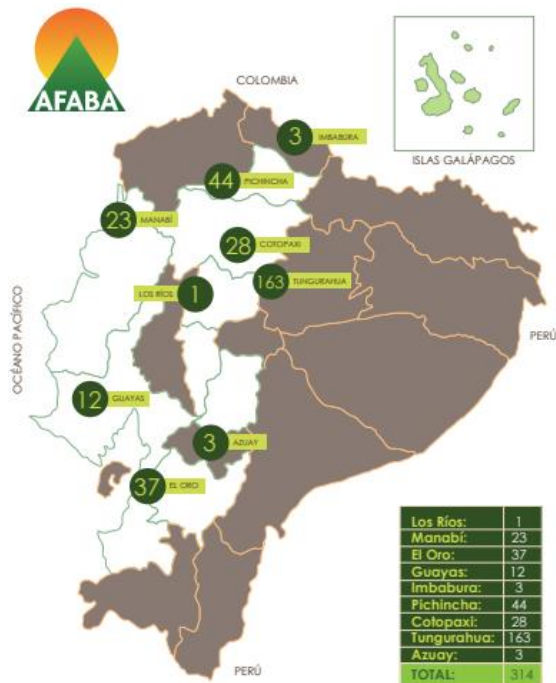 AFABA
COLOMBIA
3 IMBABURA
ISLAS GALÁPAGOS
44 PICHINCHA
23 MANABÍ
28 COTOPAXI
163 TUNGURAHUA
LOS RÍOS 1
OCÉANO PACÍFICO
PERÚ
12 GUAYAS
3 AZUAY
37 EL ORO
Los Ríos: 1
Manabí: 23
El Oro: 37
Guayas: 12
Imbabura: 3
Pichincha: 44
Cotopaxi: 28
Tungurahua: 163
Azuay: 3
TOTAL: 314
PERÚ